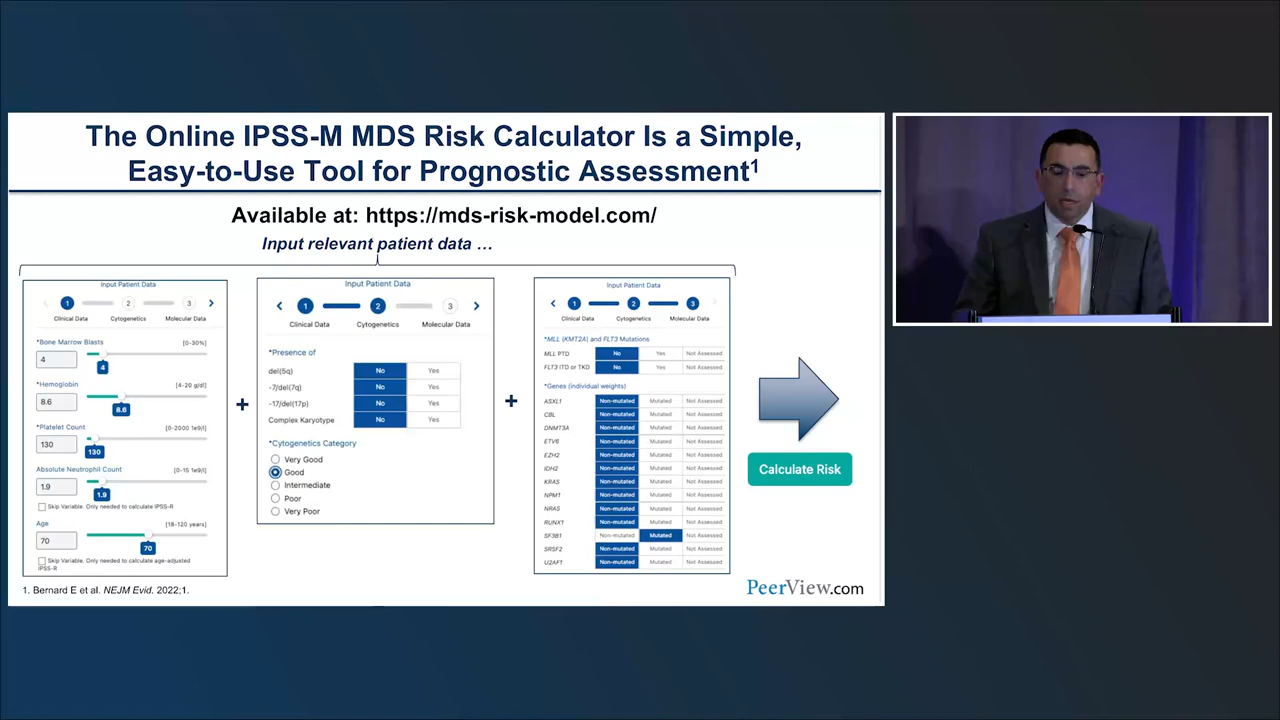 The Online IPSS-M MDS Risk Calculator Is a Simple,
Easy-to-Use Tool for Prognostic Assessment1
Available at: https://mds-risk-model.com/
Input relevant patient data …
Input Patient Data
1 2 3
Clinical Data Cytogenetics Molecular Data
*Bone Marrow Blasts [0-30%]
4
4
*Hemoglobin [4-20 g/dl]
8.6
8.6
*Platelet Count [0-2000 1e9/l]
130
130
Absolute Neutrophil Count [0-15 1e9/l]
1.9
1.9
Skip Variable. Only needed to calculate IPSS-R
Age [18-120 years]
70
70
Skip Variable. Only needed to calculate age-adjusted
IPSS-R
+
Input Patient Data
1 2 3
Clinical Data Cytogenetics Molecular Data
*Presence of
del(5q) No Yes
-7/del(7q) No Yes
-17/del(17p) No Yes
Complex Karyotype No Yes
*Cytogenetics Category
Very Good
Good
Intermediate
Poor
Very Poor
+
Input Patient Data
1 2 3
Clinical Data Cytogenetics Molecular Data
*MLL (KMT2A) and FLT3 Mutations
MLL PTD No Yes Not Assessed
FLT3 ITD or TKD No Yes Not Assessed
*Genes (individual weights)
ASXL1 Non-mutated Mutated Not Assessed
CBL Non-mutated Mutated Not Assessed
DNMT3A Non-mutated Mutated Not Assessed
ETV6 Non-mutated Mutated Not Assessed
EZH2 Non-mutated Mutated Not Assessed
IDH2 Non-mutated Mutated Not Assessed
KRAS Non-mutated Mutated Not Assessed
NPM1 Non-mutated Mutated Not Assessed
NRAS Non-mutated Mutated Not Assessed
RUNX1 Non-mutated Mutated Not Assessed
SF3B1 Non-mutated Mutated Not Assessed
SRSF2 Non-mutated Mutated Not Assessed
U2AF1 Non-mutated Mutated Not Assessed
Calculate Risk
1. Bernard E et al. NEJM Evid. 2022;1.
PeerView.com